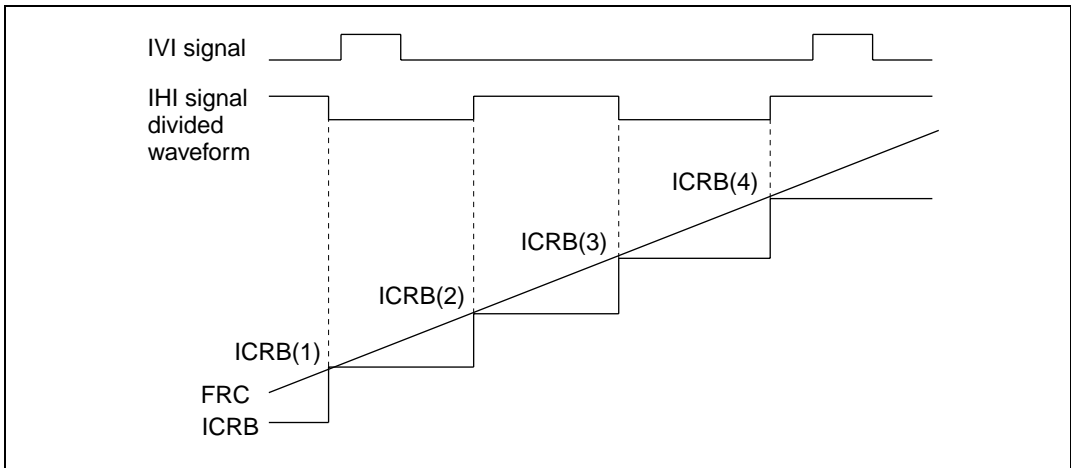 IVI signal
IHI signal
divided
waveform
ICRB(4)
ICRB(3)
ICRB(2)
ICRB(1)
FRC
ICRB